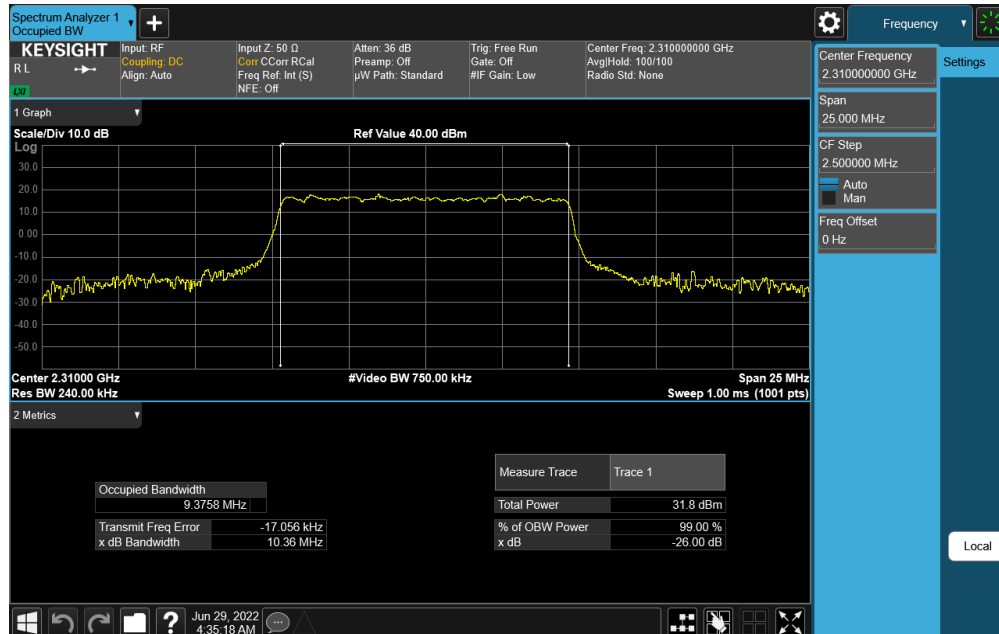 Spectrum Analyzer 1
Occupied BW
Frequency
KEYSIGHT
R L
LXI
Input: RF
Coupling: DC
Align: Auto
Input Z: 50 Ω
Corr CCorr RCal
Freq Ref: Int (S)
NFE: Off
Atten: 36 dB
Preamp: Off
µW Path: Standard
Trig: Free Run
Gate: Off
#IF Gain: Low
Center Freq: 2.310000000 GHz
Avg|Hold: 100/100
Radio Std: None
Center Frequency
2.310000000 GHz
Settings
Span
25.000 MHz
CF Step
2.500000 MHz
Auto
Man
Freq Offset
0 Hz
Local
1 Graph
Scale/Div 10.0 dB
Ref Value 40.00 dBm
Log
30.0
20.0
10.0
0.00
-10.0
-20.0
-30.0
-40.0
-50.0
Center 2.31000 GHz
#Video BW 750.00 kHz
Span 25 MHz
Res BW 240.00 kHz
Sweep 1.00 ms (1001 pts)
2 Metrics
Occupied Bandwidth
9.3758 MHz
Transmit Freq Error -17.056 kHz
x dB Bandwidth 10.36 MHz
Measure Trace Trace 1
Total Power 31.8 dBm
% of OBW Power 99.00 %
x dB -26.00 dB
?
Jun 29, 2022
4:35:18 AM